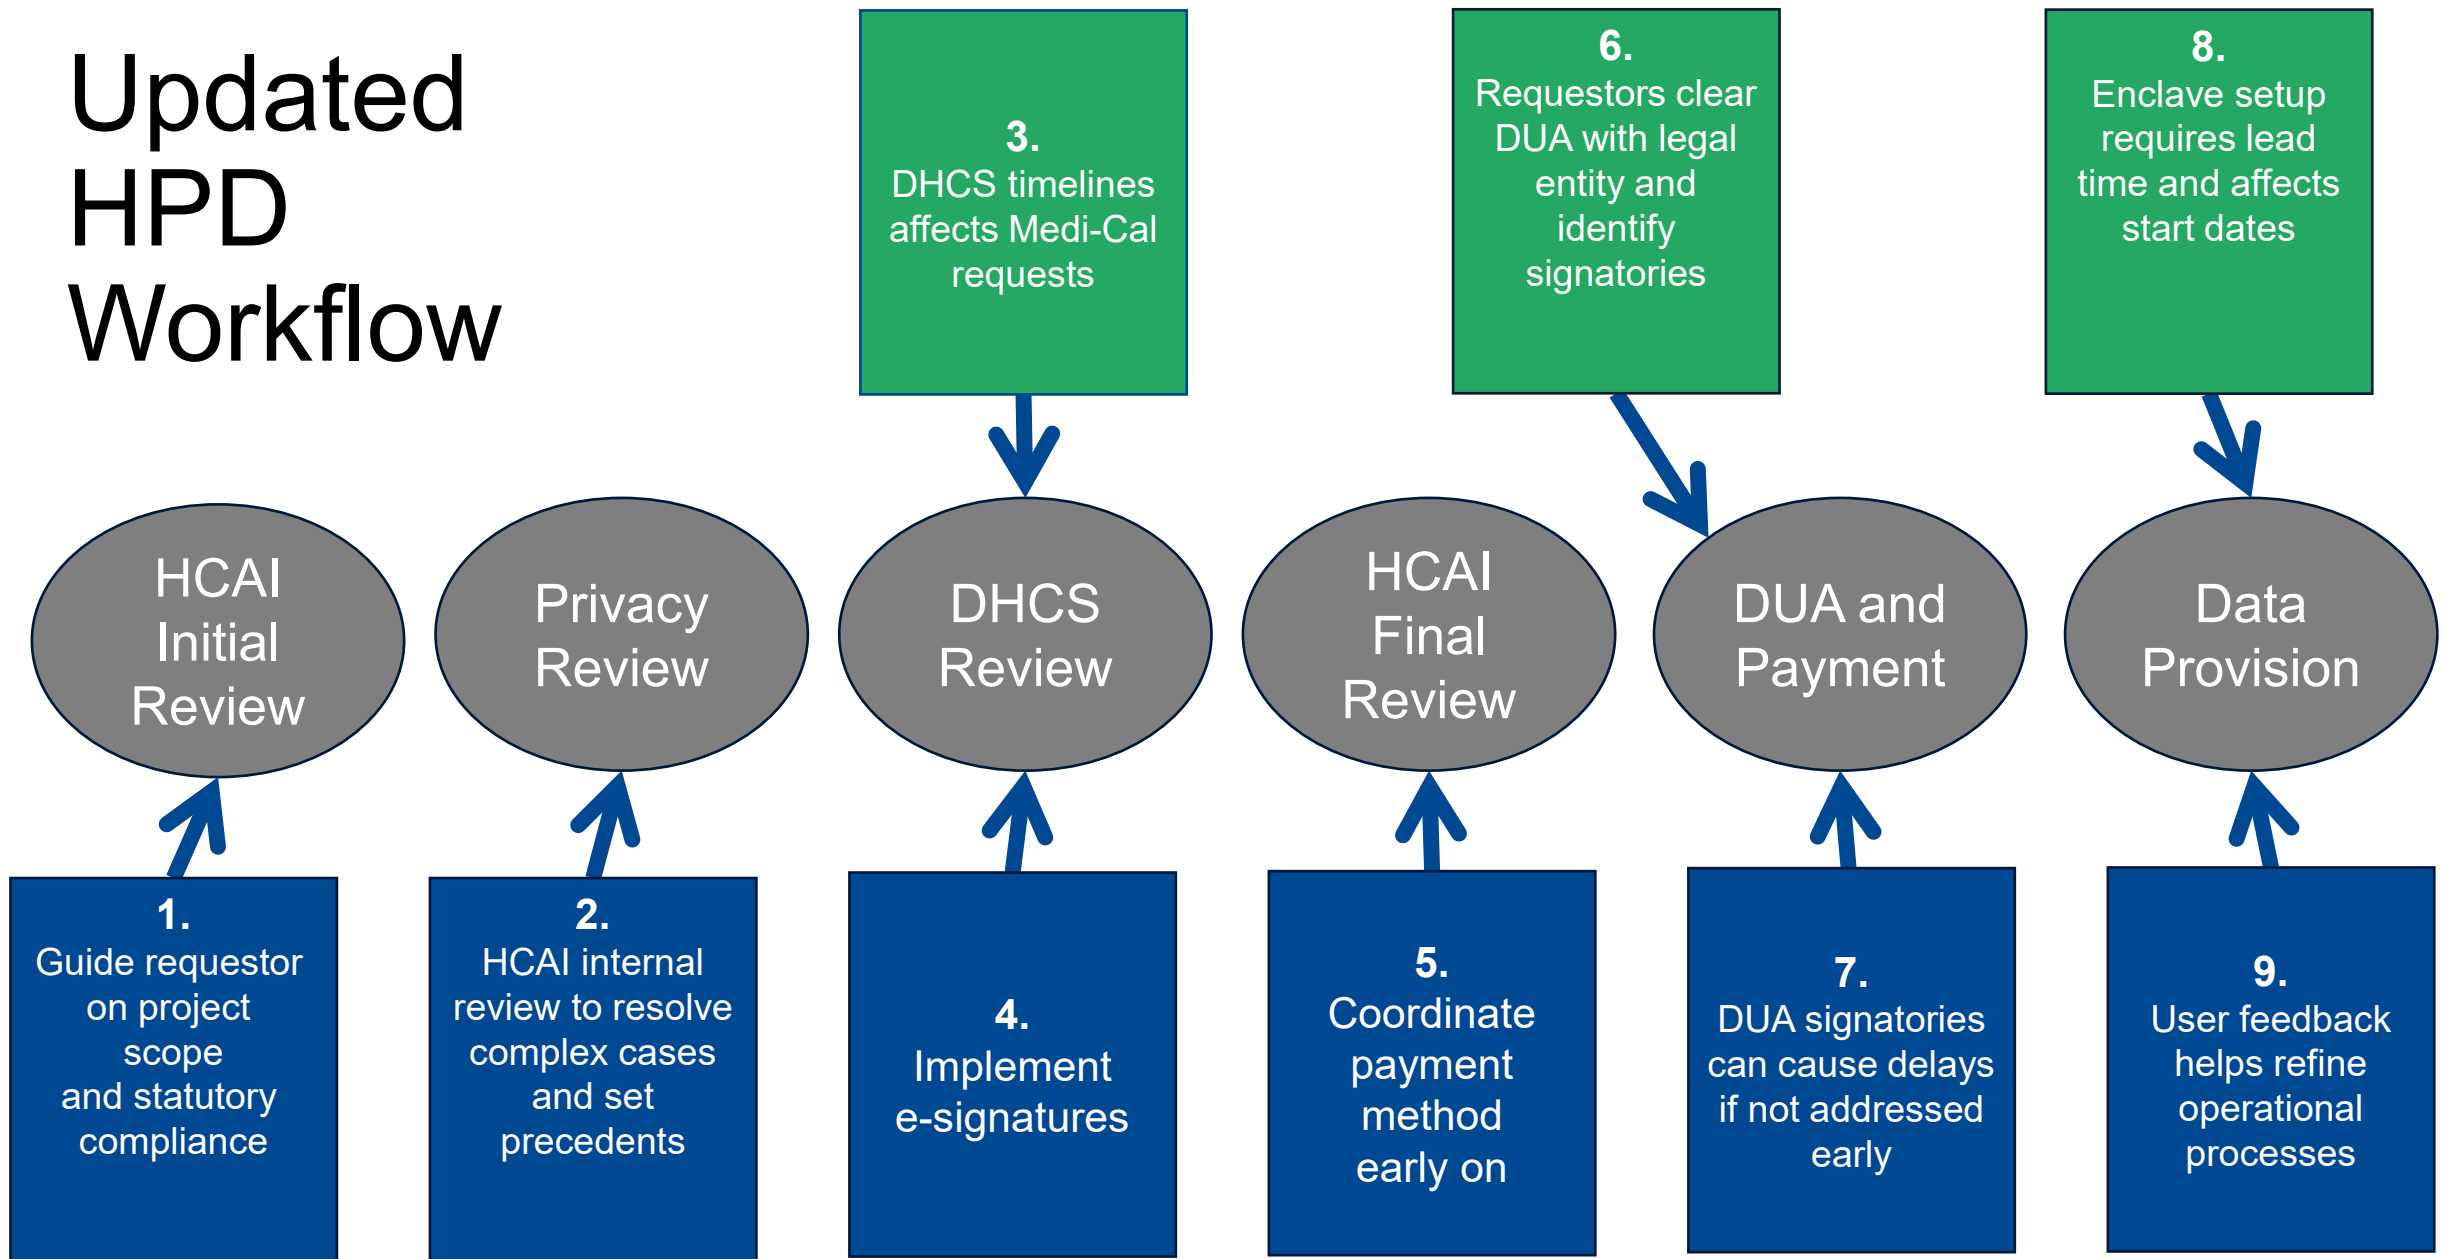 Updated
HPD
Workflow
3.
DHCS timelines
affects Medi-Cal
requests
6.
Requestors clear
DUA with legal
entity and
identify
signatories
8.
Enclave setup
requires lead
time and affects
start dates
HCAI
Initial
Review
Privacy
Review
DHCS
Review
HCAI
Final
Review
DUA and
Payment
Data
Provision
1.
Guide requestor
on project
scope
and statutory
compliance
2.
HCAI internal
review to resolve
complex cases
and set
precedents
4.
Implement
e-signatures
5.
Coordinate
payment
method
early on
7.
DUA signatories
can cause delays
if not addressed
early
9.
User feedback
helps refine
operational
processes